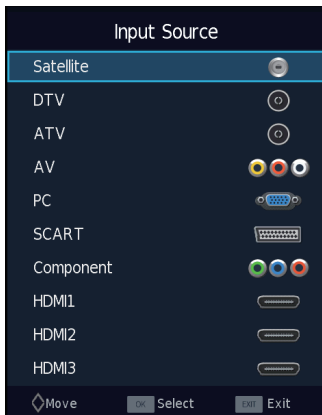 Input Source
Satellite
DTV
ATV
AV
PC
SCART
Component
HDMI1
HDMI2
HDMI3
Move OK Select EXIT Exit